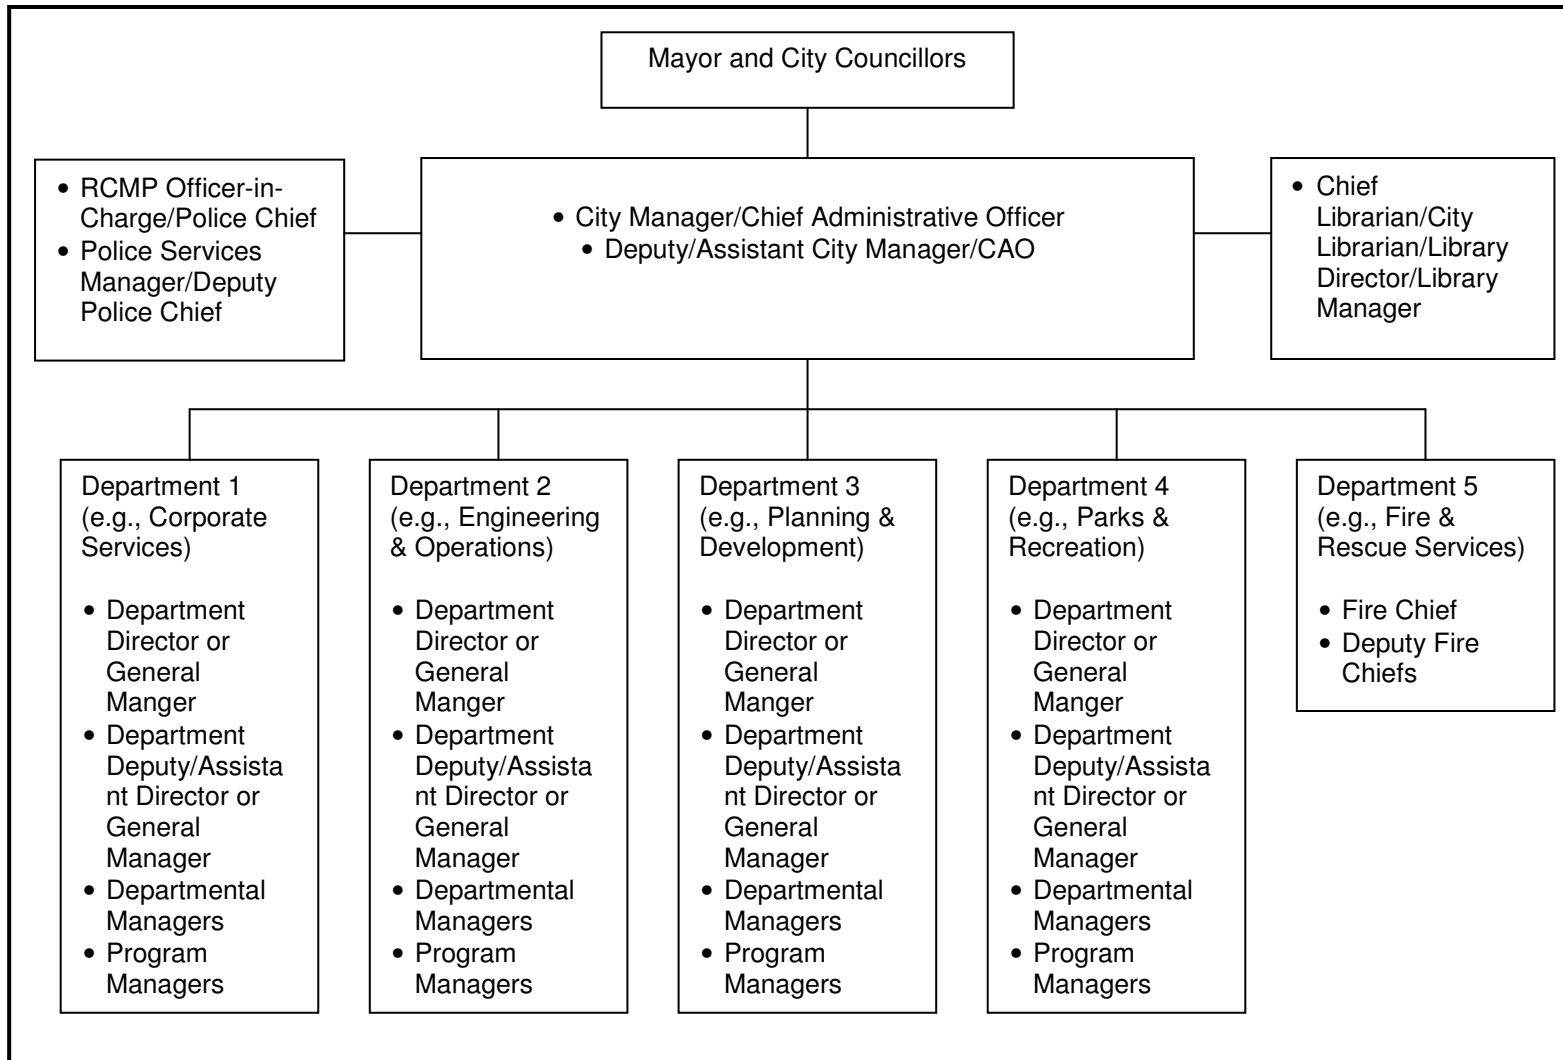 Mayor and City Councillors
• RCMP Officer-in-
Charge/Police Chief
• Police Services
Manager/Deputy
Police Chief
• City Manager/Chief Administrative Officer
• Deputy/Assistant City Manager/CAO
• Chief
Librarian/City
Librarian/Library
Director/Library
Manager
Department 1
(e.g., Corporate
Services)
• Department
Director or
General
Manger
• Department
Deputy/Assista
nt Director or
General
Manager
• Departmental
Managers
• Program
Managers
Department 2
(e.g., Engineering
& Operations)
• Department
Director or
General
Manger
• Department
Deputy/Assista
nt Director or
General
Manager
• Departmental
Managers
• Program
Managers
Department 3
(e.g., Planning &
Development)
• Department
Director or
General
Manger
• Department
Deputy/Assista
nt Director or
General
Manager
• Departmental
Managers
• Program
Managers
Department 4
(e.g., Parks &
Recreation)
• Department
Director or
General
Manger
• Department
Deputy/Assista
nt Director or
General
Manager
• Departmental
Managers
• Program
Managers
Department 5
(e.g., Fire &
Rescue Services)
• Fire Chief
• Deputy Fire
Chiefs